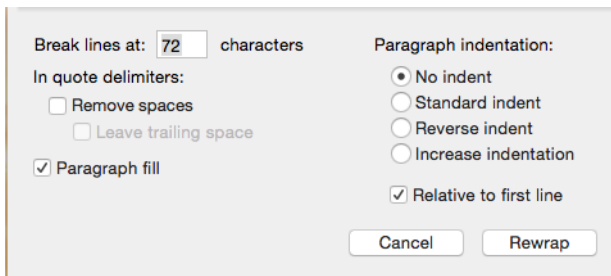 Break lines at: 72 characters
In quote delimiters:
Remove spaces
Leave trailing space
Paragraph fill
Paragraph indentation:
No indent
Standard indent
Reverse indent
Increase indentation
Relative to first line
Cancel Rewrap